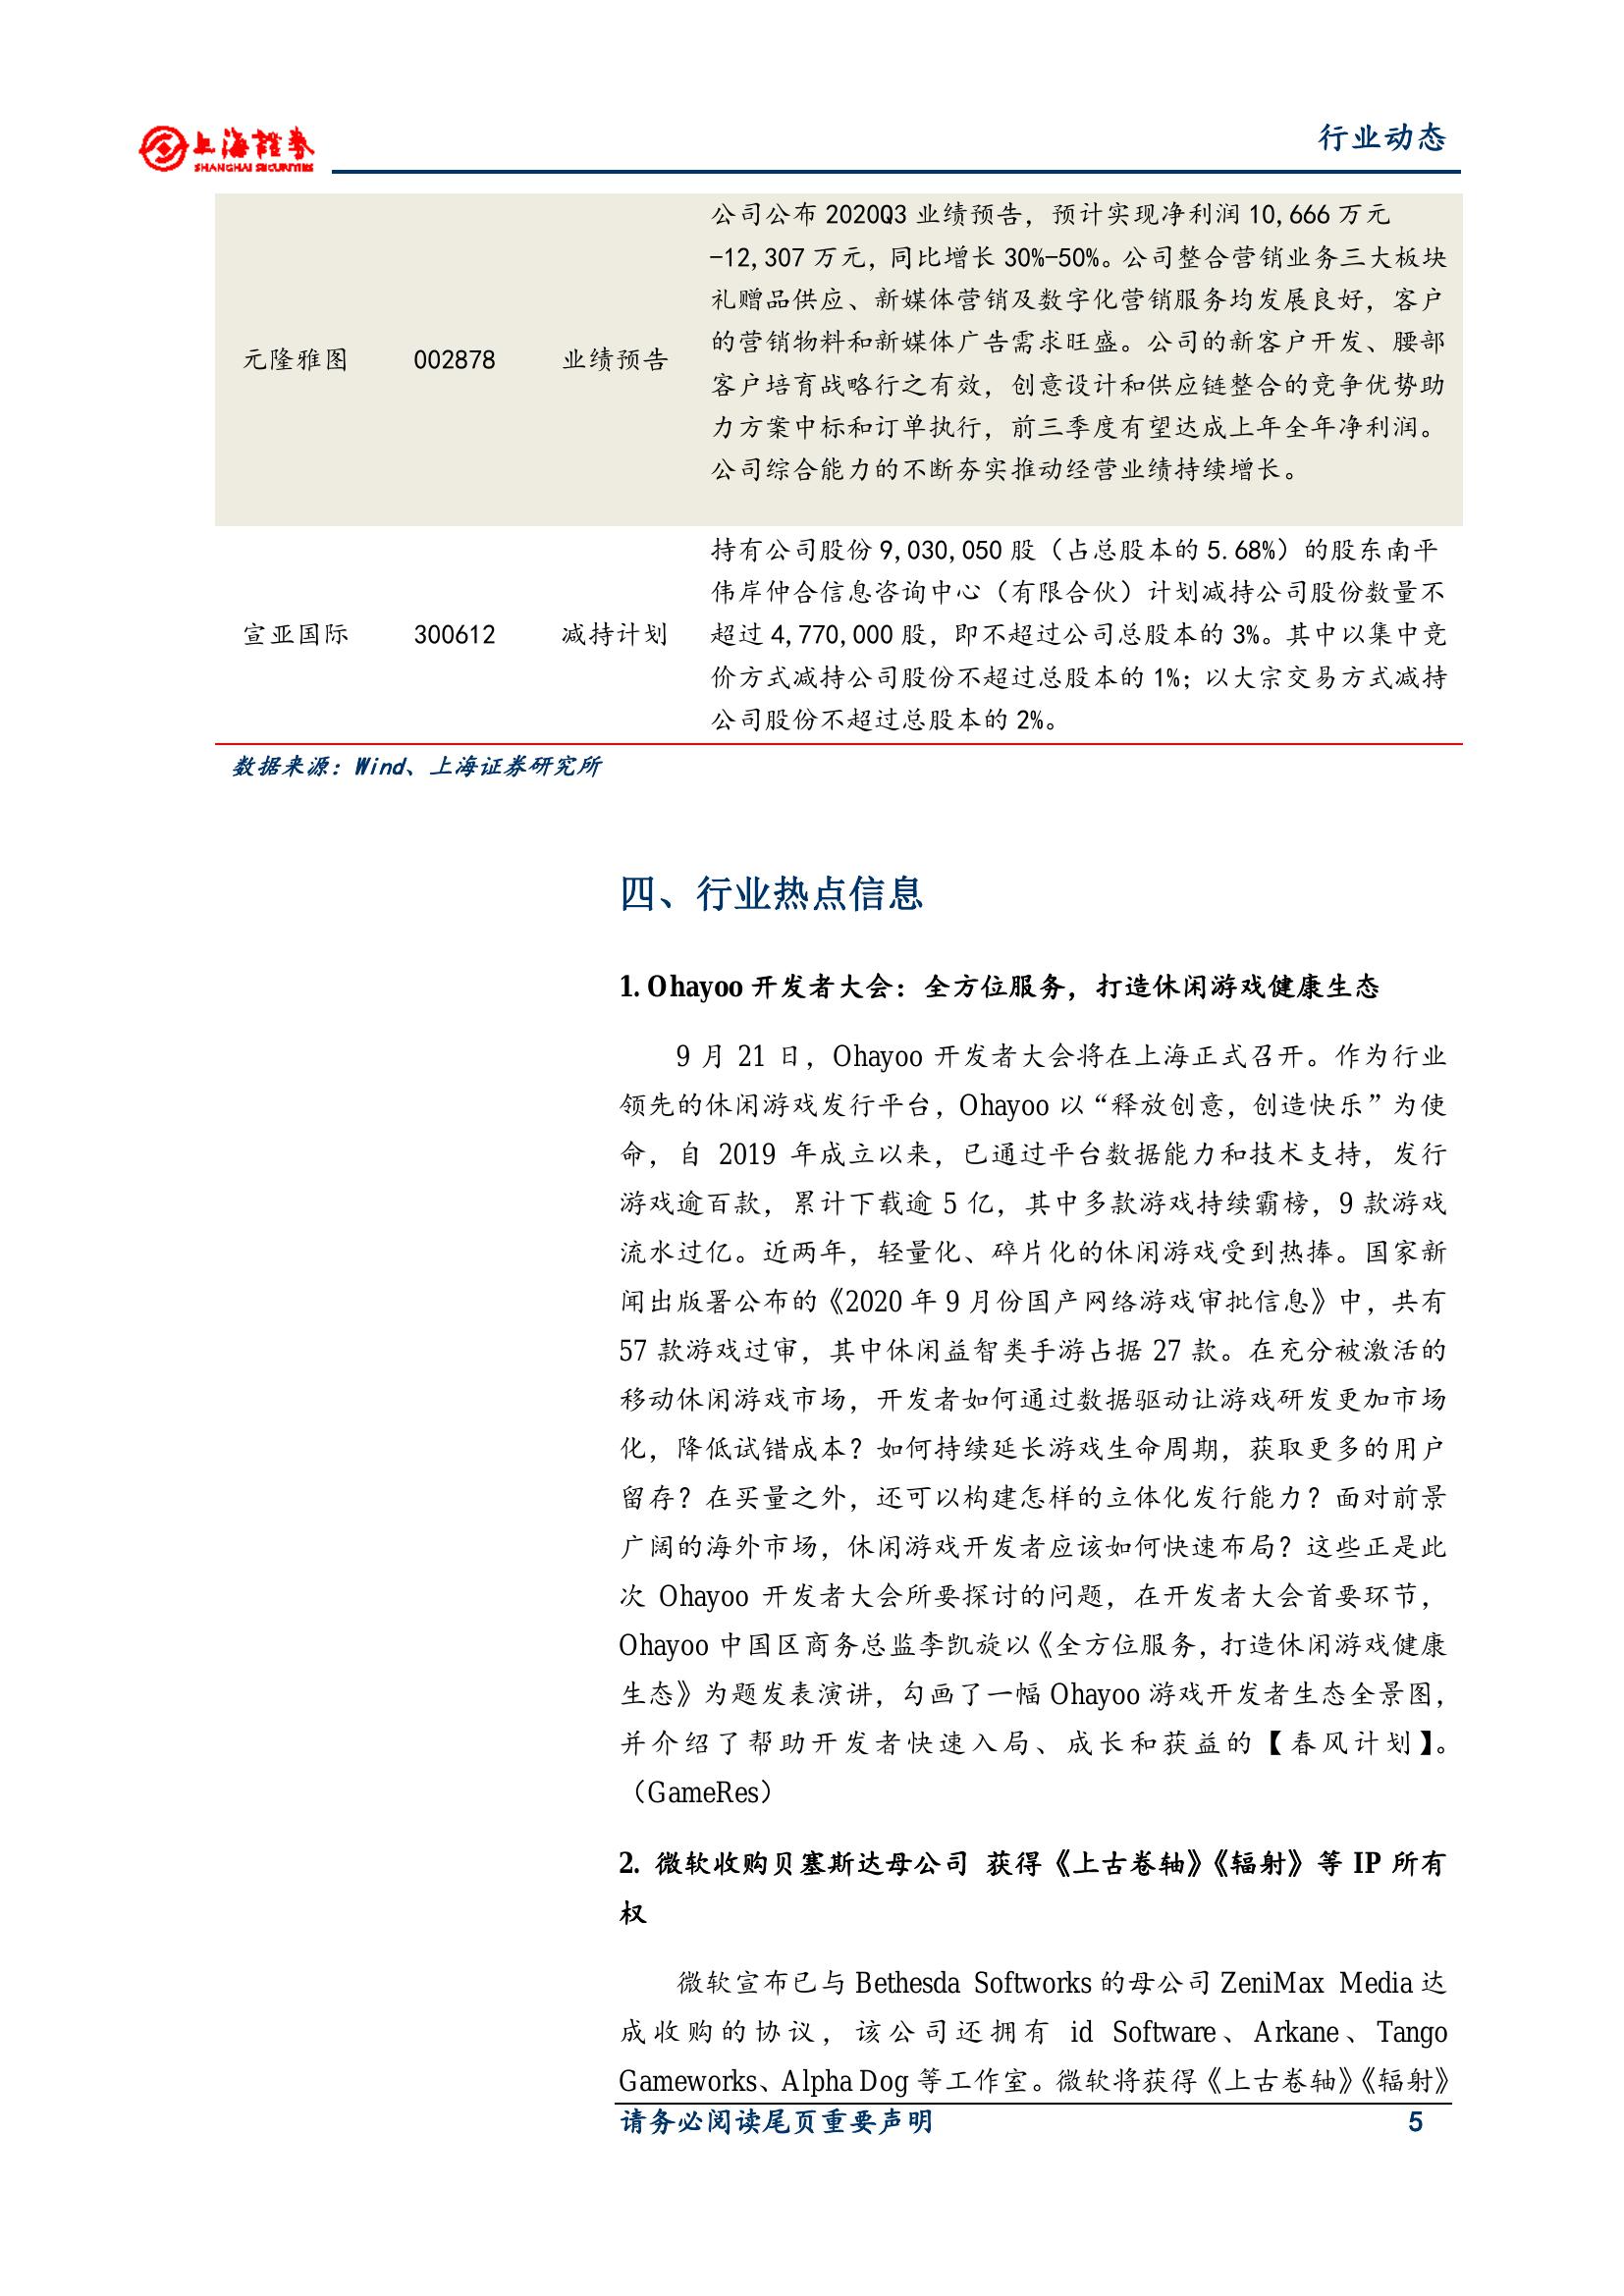 上海證券
SHANGHAI SECURITIES
行业动态
公司公布 2020Q3 业绩预告，预计实现净利润 10,666 万元
-12,307 万元，同比增长 30%-50%。公司整合营销业务三大板块
礼赠品供应、新媒体营销及数字化营销服务均发展良好，客户
的营销物料和新媒体广告需求旺盛。公司的新客户开发、腰部
元隆雅图 002878 业绩预告
客户培育战略行之有效，创意设计和供应链整合的竞争优势助
力方案中标和订单执行，前三季度有望达成上年全年净利润。
公司综合能力的不断夯实推动经营业绩持续增长。
持有公司股份 9,030,050 股（占总股本的 5.68%）的股东南平
伟岸仲合信息咨询中心（有限合伙）计划减持公司股份数量不
宣亚国际 300612 减持计划 超过 4,770,000 股，即不超过公司总股本的 3%。其中以集中竞
价方式减持公司股份不超过总股本的 1%；以大宗交易方式减持
公司股份不超过总股本的 2%。
数据来源：Wind、上海证券研究所
四、行业热点信息
1. Ohayoo 开发者大会：全方位服务，打造休闲游戏健康生态
9 月 21 日，Ohayoo 开发者大会将在上海正式召开。作为行业
领先的休闲游戏发行平台，Ohayoo 以“释放创意，创造快乐”为使
命，自 2019 年成立以来，已通过平台数据能力和技术支持，发行
游戏逾百款，累计下载逾 5 亿，其中多款游戏持续霸榜，9 款游戏
流水过亿。近两年，轻量化、碎片化的休闲游戏受到热捧。国家新
闻出版署公布的《2020 年 9 月份国产网络游戏审批信息》中，共有
57 款游戏过审，其中休闲益智类手游占据 27 款。在充分被激活的
移动休闲游戏市场，开发者如何通过数据驱动让游戏研发更加市场
化，降低试错成本？如何持续延长游戏生命周期，获取更多的用户
留存？在买量之外，还可以构建怎样的立体化发行能力？面对前景
广阔的海外市场，休闲游戏开发者应该如何快速布局？这些正是此
次 Ohayoo 开发者大会所要探讨的问题，在开发者大会首要环节，
Ohayoo 中国区商务总监李凯旋以《全方位服务，打造休闲游戏健康
生态》为题发表演讲，勾画了一幅 Ohayoo 游戏开发者生态全景图，
并介绍了帮助开发者快速入局、成长和获益的【春风计划】。
（GameRes）
2. 微软收购贝塞斯达母公司 获得《上古卷轴》《辐射》等 IP 所有
权
微软宣布已与 Bethesda Softworks 的母公司 ZeniMax Media 达
成收购的协议，该公司还拥有 id Software、Arkane、Tango
Gameworks、Alpha Dog 等工作室。微软将获得《上古卷轴》《辐射》
请务必阅读尾页重要声明 5